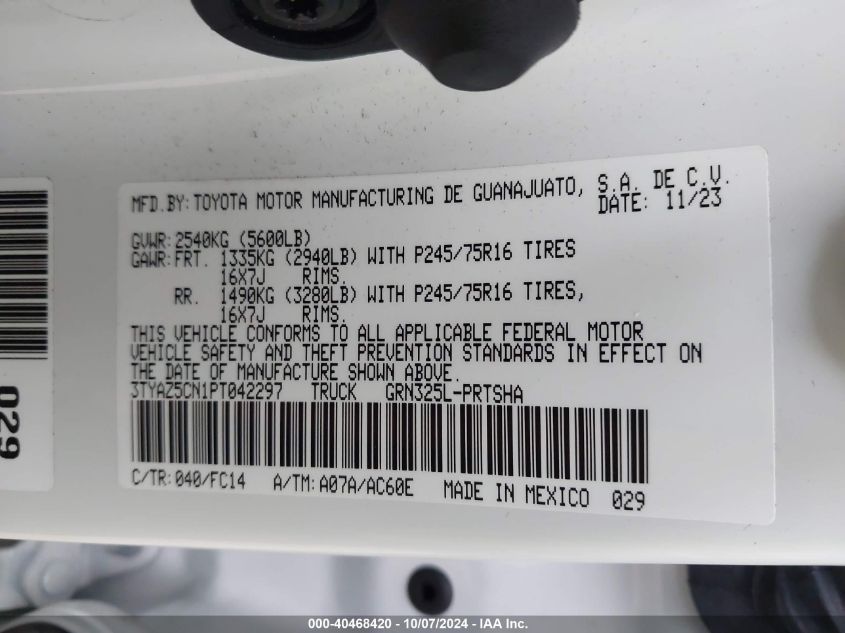 MFD.BY: TOYOTA MOTOR MANUFACTURING DE GUANAJUATO, S.A. DE C.V.
DATE: 11/23
GVWR: 2540KG (5600LB)
GAWR: FRT. 1335KG (2940LB) WITH P245/75R16 TIRES
16X7J RIMS.
RR. 1490KG (3280LB) WITH P245/75R16 TIRES,
16X7J RIMS.
THIS VEHICLE CONFORMS TO ALL APPLICABLE FEDERAL MOTOR
VEHICLE SAFETY AND THEFT PREVENTION STANDARDS IN EFFECT ON
THE DATE OF MANUFACTURE SHOWN ABOVE.
3TYAZ5CN1PT042297 TRUCK GRN325L-PRTSHA
C/TR: 040/FC14 A/TM: A07A/AC60E MADE IN MEXICO 029
029
000-40468420 - 10/07/2024 - IAA Inc.